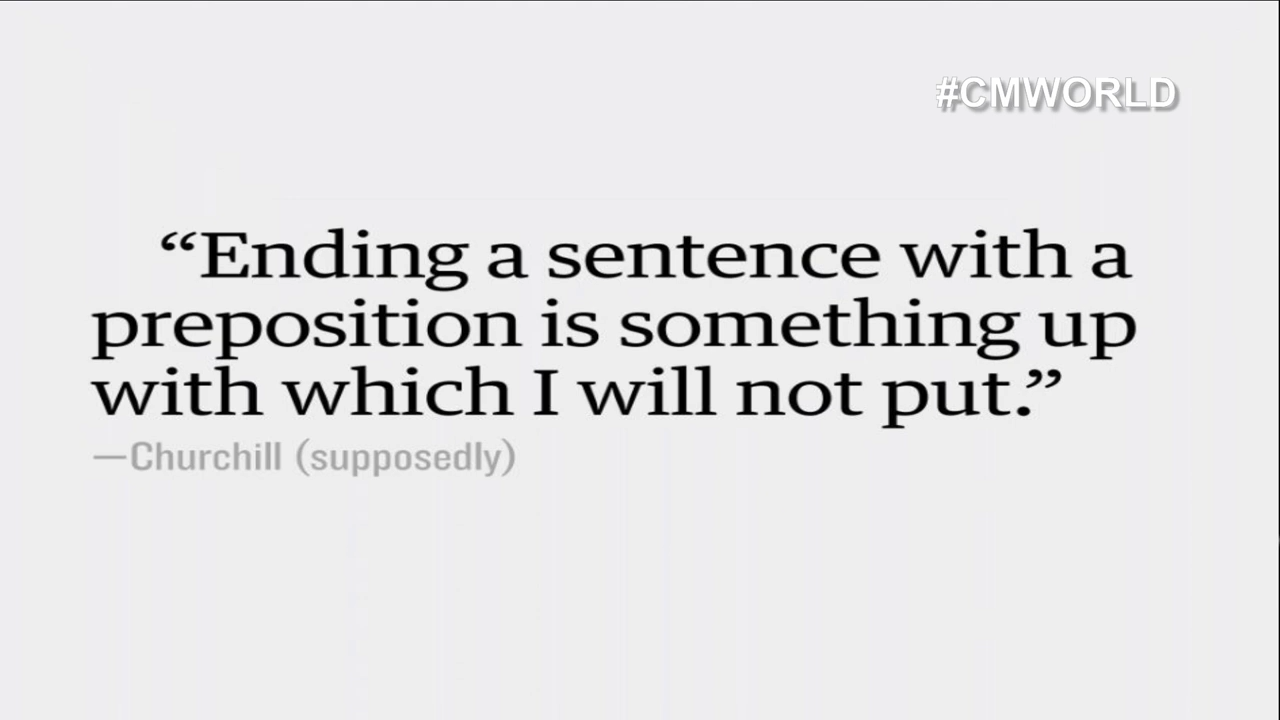 #CMWORLD
“Ending a sentence with a
preposition is something up
with which I will not put.”
—Churchill (supposedly)